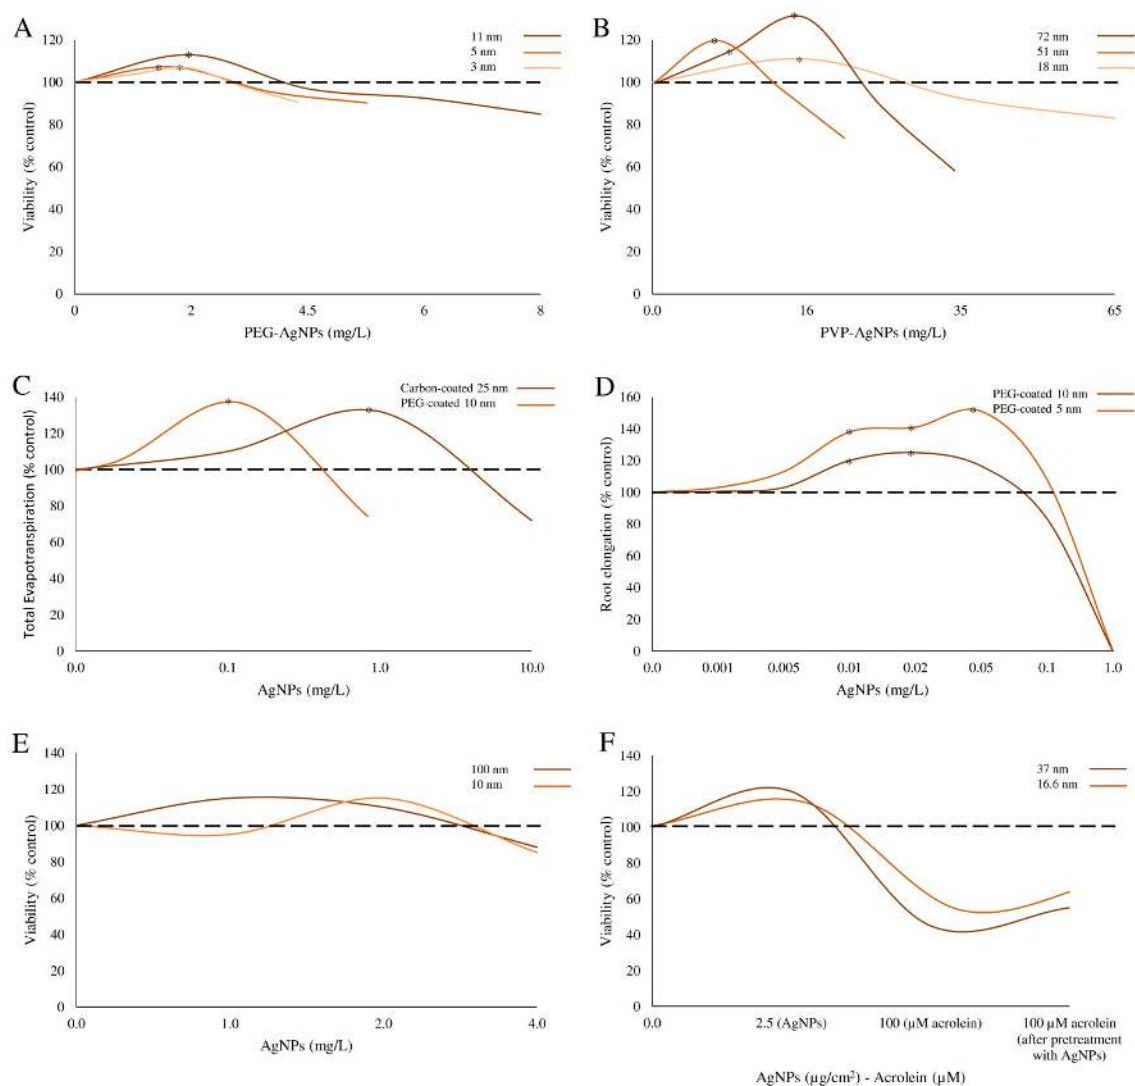 A
11 nm
5 nm
3 nm
Viability (% control)
120
100
80
60
40
20
0
0 2 4.5 6 8
PEG-AgNPs (mg/L)
B
72 nm
51 nm
18 nm
Viability (% control)
120
100
80
60
40
20
0
0.0 16 35 65
PVP-AgNPs (mg/L)
C
Carbon-coated 25 nm
PEG-coated 10 nm
Total Evapotranspiration (% control)
140
120
100
80
60
40
20
0
0.0 0.1 1.0 10.0
AgNPs (mg/L)
D
PEG-coated 10 nm
PEG-coated 5 nm
Root elongation (% control)
160
140
120
100
80
60
40
20
0
0.0 0.001 0.005 0.01 0.02 0.05 0.1 1.0
AgNPs (mg/L)
E
100 nm
10 nm
Viability (% control)
140
120
100
80
60
40
20
0
0.0 1.0 2.0 4.0
AgNPs (mg/L)
F
37 nm
16.6 nm
Viability (% control)
140
120
100
80
60
40
20
0
0.0 2.5 (AgNPs) 100 (µM acrolein) 100 µM acrolein
(after pretreatment
with AgNPs)
AgNPs (µg/cm²) - Acrolein (µM)